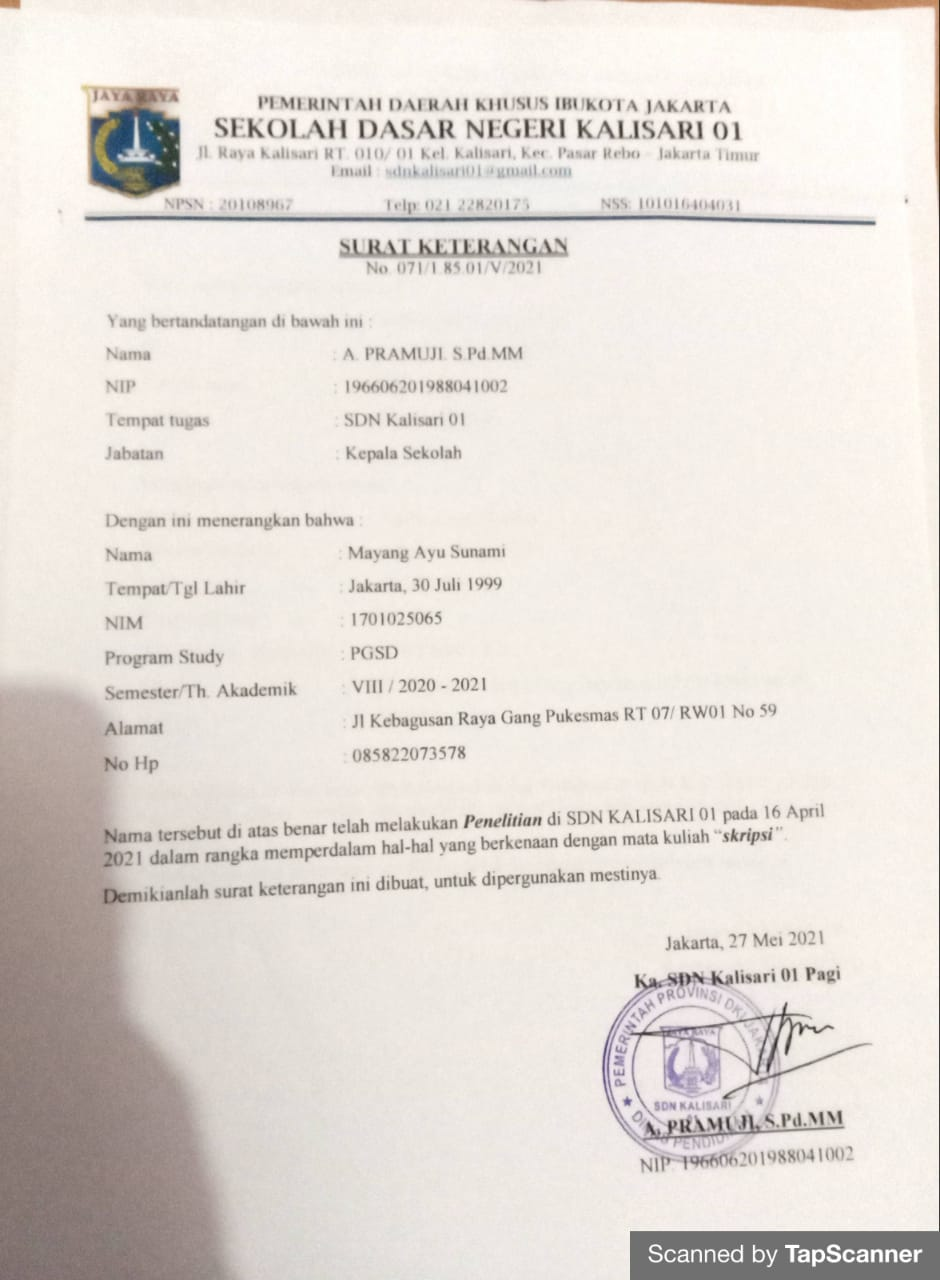 JAYA RAYA
PEMERINTAH DAERAH KHUSUS IBUKOTA JAKARTA
SEKOLAH DASAR NEGERI KALISARI 01
Jl. Raya Kalisari RT. 010/ 01 Kel. Kalisari, Kec. Pasar Rebo - Jakarta Timur
Email : sdnkalisari01@gmail.com
NPSN : 20108967 Telp: 021 22820175 NSS: 101016404031
SURAT KETERANGAN
No. 071/1.85.01/V/2021
Yang bertandatangan di bawah ini :
Nama : A. PRAMUJI. S.Pd.MM
NIP : 196606201988041002
Tempat tugas : SDN Kalisari 01
Jabatan : Kepala Sekolah
Dengan ini menerangkan bahwa :
Nama : Mayang Ayu Sunami
Tempat/Tgl Lahir : Jakarta, 30 Juli 1999
NIM : 1701025065
Program Study : PGSD
Semester/Th. Akademik : VIII / 2020 - 2021
Alamat : Jl Kebagusan Raya Gang Pukesmas RT 07/ RW01 No 59
No Hp : 085822073578
Nama tersebut di atas benar telah melakukan Penelitian di SDN KALISARI 01 pada 16 April
2021 dalam rangka memperdalam hal-hal yang berkenaan dengan mata kuliah “skripsi”.
Demikianlah surat keterangan ini dibuat, untuk dipergunakan mestinya.
Jakarta, 27 Mei 2021
Ka. SDN Kalisari 01 Pagi
PEMERINTAH PROVINSI DKI
JAYA RAYA
SDN KALISARI
A. PRAMUJI, S.Pd.MM
NIP. 196606201988041002
Scanned by TapScanner